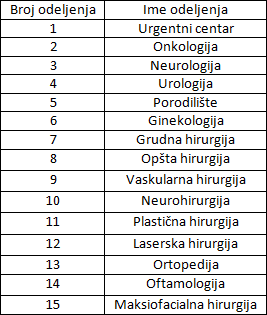 Broj odeljenja Ime odeljenja
1 Urgentni centar
2 Onkologija
3 Neurologija
4 Urologija
5 Porodilište
6 Ginekologija
7 Grudna hirurgija
8 Opšta hirurgija
9 Vaskularna hirurgija
10 Neurohirurgija
11 Plastična hirurgija
12 Laserska hirurgija
13 Ortopedija
14 Oftamologija
15 Maksiofacialna hirurgija